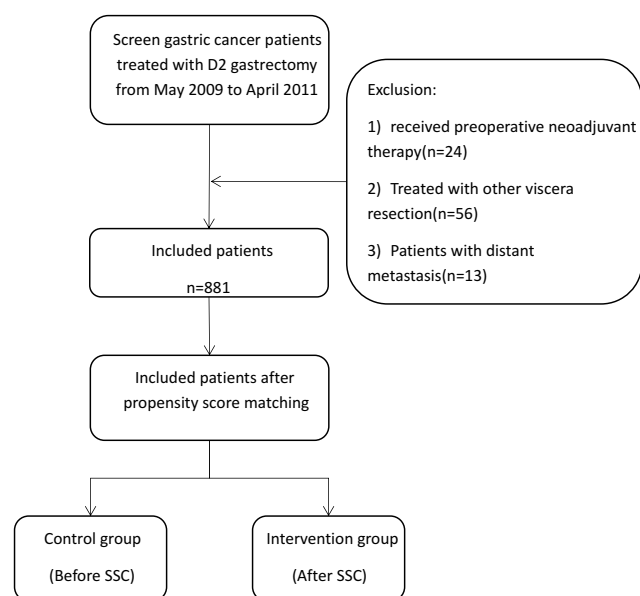 Screen gastric cancer patients
treated with D2 gastrectomy
from May 2009 to April 2011
Exclusion:
1) received preoperative neoadjuvant
therapy(n=24)
2) Treated with other viscera
resection(n=56)
3) Patients with distant
metastasis(n=13)
Included patients
n=881
Included patients after
propensity score matching
Control group
(Before SSC)
Intervention group
(After SSC)